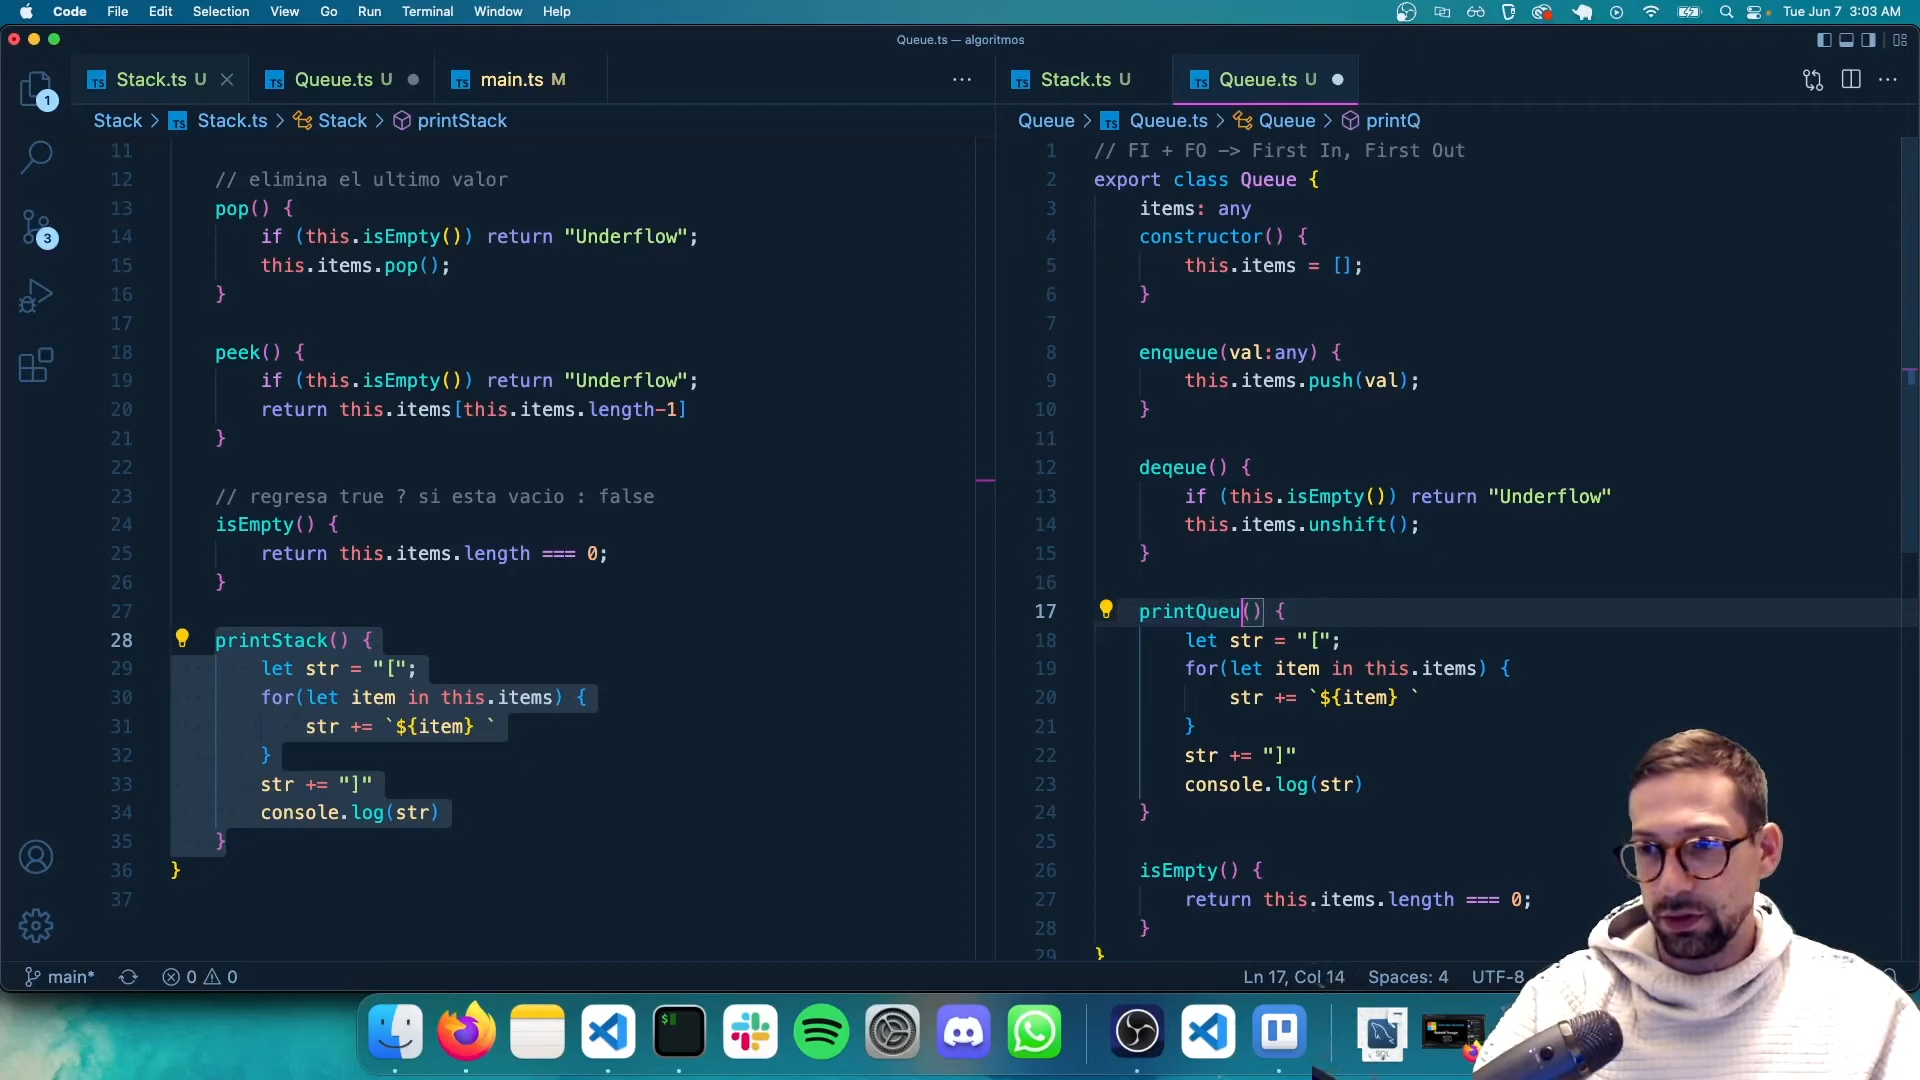 Code File Edit Selection View Go Run Terminal Window Help
Tue Jun 7 3:03 AM
Queue.ts — algoritmos
TS Stack.ts U
TS Queue.ts U
TS main.ts M
Stack > TS Stack.ts > Stack > printStack
11
12 // elimina el ultimo valor
13 pop() {
14 if (this.isEmpty()) return "Underflow";
15 this.items.pop();
16 }
17
18 peek() {
19 if (this.isEmpty()) return "Underflow";
20 return this.items[this.items.length-1]
21 }
22
23 // regresa true ? si esta vacio : false
24 isEmpty() {
25 return this.items.length === 0;
26 }
27
28 printStack() {
29 let str = "[";
30 for(let item in this.items) {
31 str += `${item} `
32 }
33 str += "]"
34 console.log(str)
35 }
36 }
37
TS Stack.ts U
TS Queue.ts U
Queue > TS Queue.ts > Queue > printQ
1 // FI + FO -> First In, First Out
2 export class Queue {
3 items: any
4 constructor() {
5 this.items = [];
6 }
7
8 enqueue(val:any) {
9 this.items.push(val);
10 }
11
12 deqeue() {
13 if (this.isEmpty()) return "Underflow"
14 this.items.unshift();
15 }
16
17 printQueu() {
18 let str = "[";
19 for(let item in this.items) {
20 str += `${item} `
21 }
22 str += "]"
23 console.log(str)
24 }
25
26 isEmpty() {
27 return this.items.length === 0;
28 }
29 }
1
3
main* 0 0
Ln 17, Col 14 Spaces: 4 UTF-8